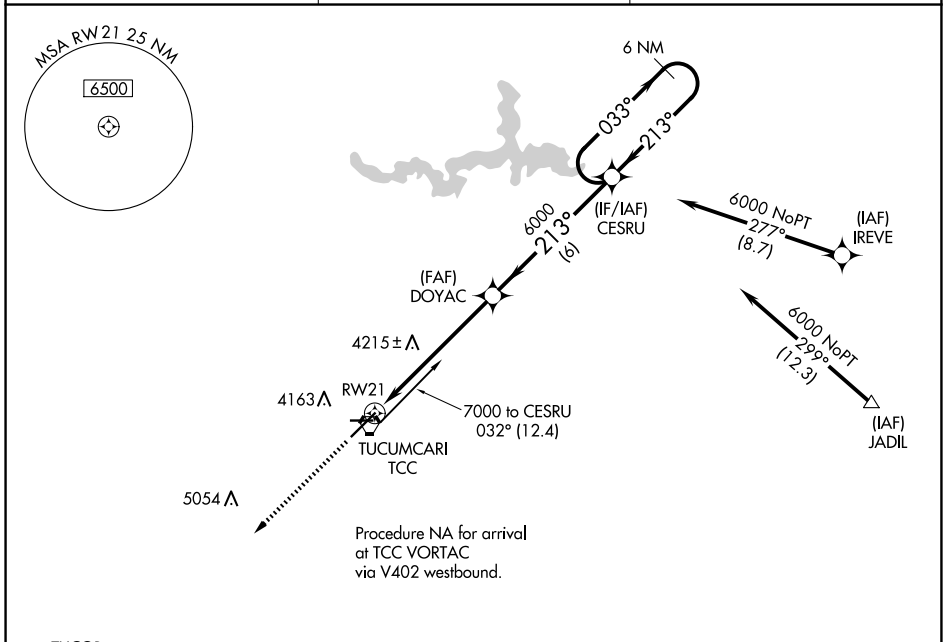 MSA RW21 25 NM
6500
6 NM
033°
213°
(IF/IAF)
CESRU
6000
213°
(6)
6000 NoPT
277°
(8.7)
(IAF)
IREVE
(FAF)
DOYAC
6000 NoPT
299°
(12.3)
(IAF)
JADIL
4215±
4163
RW21
7000 to CESRU
032° (12.4)
TUCUMCARI
TCC
5054
Procedure NA for arrival
at TCC VORTAC
via V402 westbound.